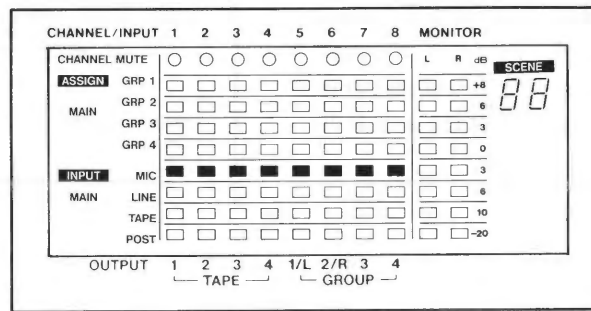 CHANNEL/INPUT 1 2 3 4 5 6 7 8 MONITOR
CHANNEL MUTE L R dB SCENE
ASSIGN GRP 1 +8 88
MAIN GRP 2 6
GRP 3 3
GRP 4 0
INPUT MIC 3
MAIN LINE 6
TAPE 10
POST -20
OUTPUT 1 2 3 4 1/L 2/R 3 4
TAPE GROUP